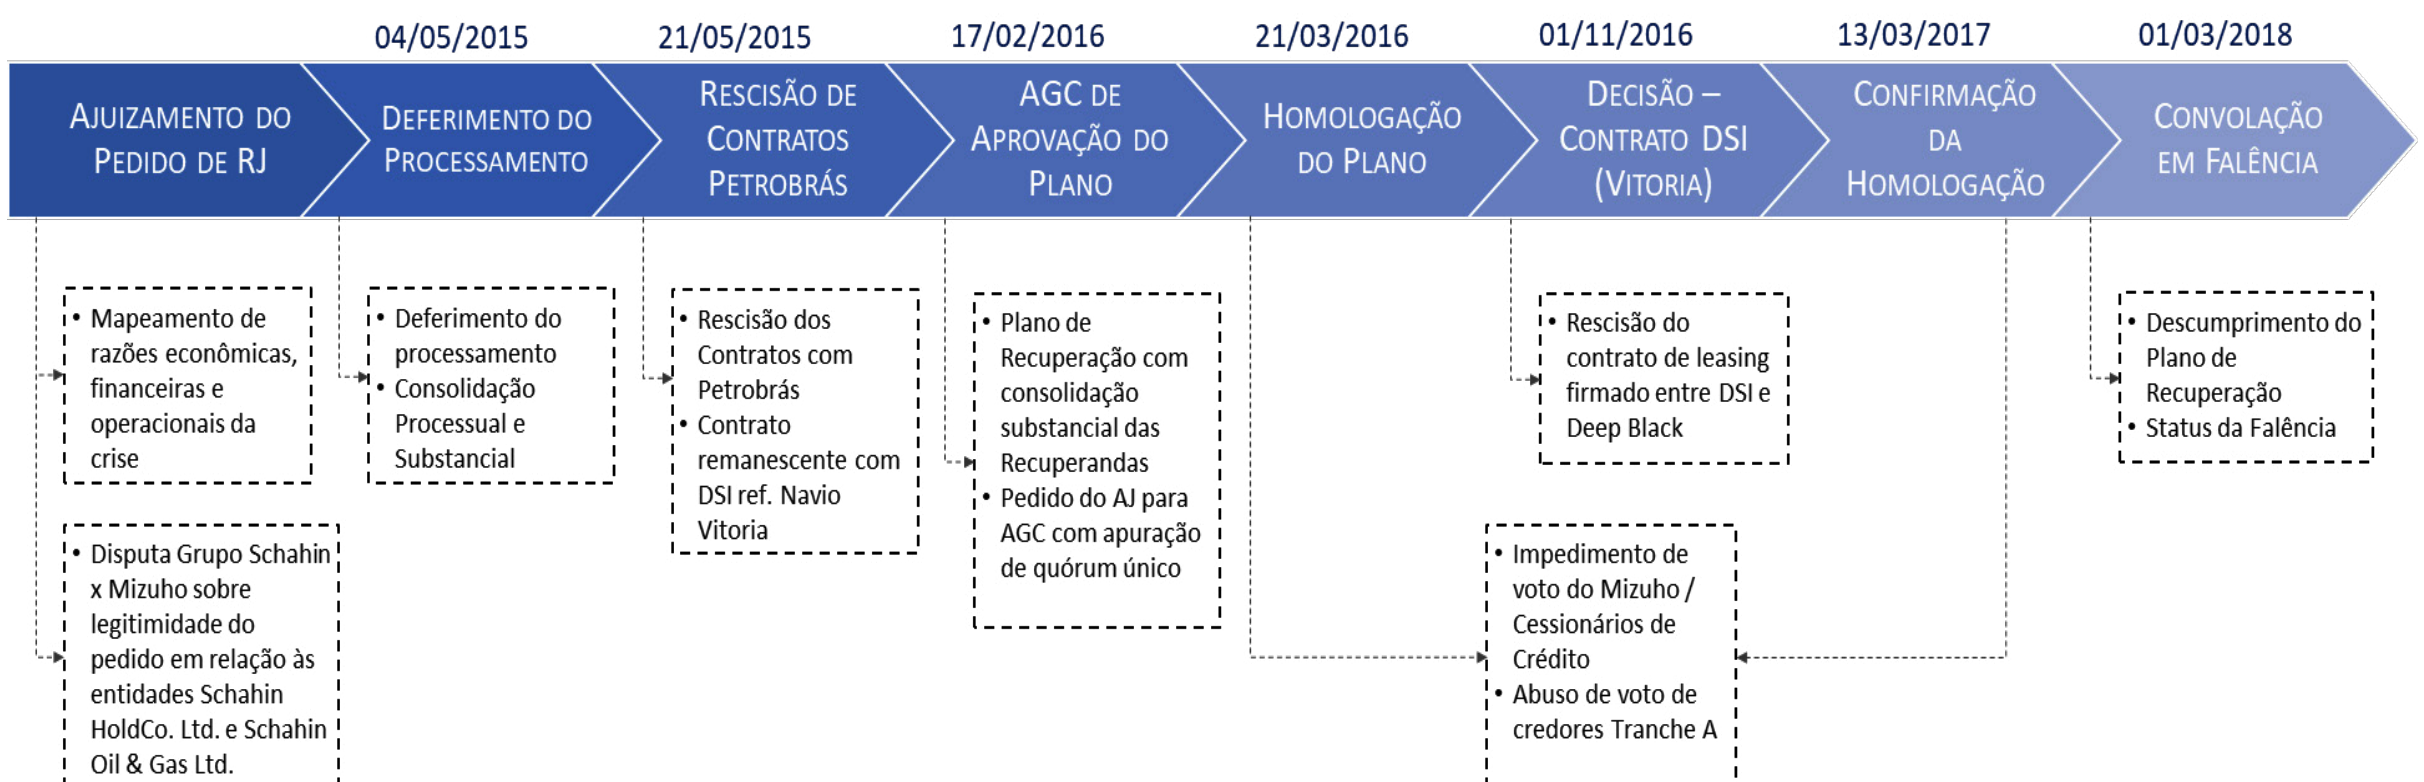 04/05/2015
21/05/2015
17/02/2016
21/03/2016
01/11/2016
13/03/2017
01/03/2018
AJUIZAMENTO DO
PEDIDO DE RJ
DEFERIMENTO DO
PROCESSAMENTO
RESCISÃO DE
CONTRATOS
PETROBRÁS
AGC DE
APROVAÇÃO DO
PLANO
HOMOLOGAÇÃO
DO PLANO
DECISÃO –
CONTRATO DSI
(VITORIA)
CONFIRMAÇÃO
DA
HOMOLOGAÇÃO
CONVOLAÇÃO
EM FALÊNCIA
• Mapeamento de
razões econômicas,
financeiras e
operacionais da
crise
• Disputa Grupo Schahin
x Mizuho sobre
legitimidade do
pedido em relação às
entidades Schahin
HoldCo. Ltd. e Schahin
Oil & Gas Ltd.
• Deferimento do
processamento
• Consolidação
Processual e
Substancial
• Rescisão dos
Contratos com
Petrobrás
• Contrato
remanescente com
DSI ref. Navio
Vitoria
• Plano de
Recuperação com
consolidação
substancial das
Recuperandas
• Pedido do AJ para
AGC com apuração
de quórum único
• Rescisão do
contrato de leasing
firmado entre DSI e
Deep Black
• Impedimento de
voto do Mizuho /
Cessionários de
Crédito
• Abuso de voto de
credores Tranche A
• Descumprimento do
Plano de
Recuperação
• Status da Falência